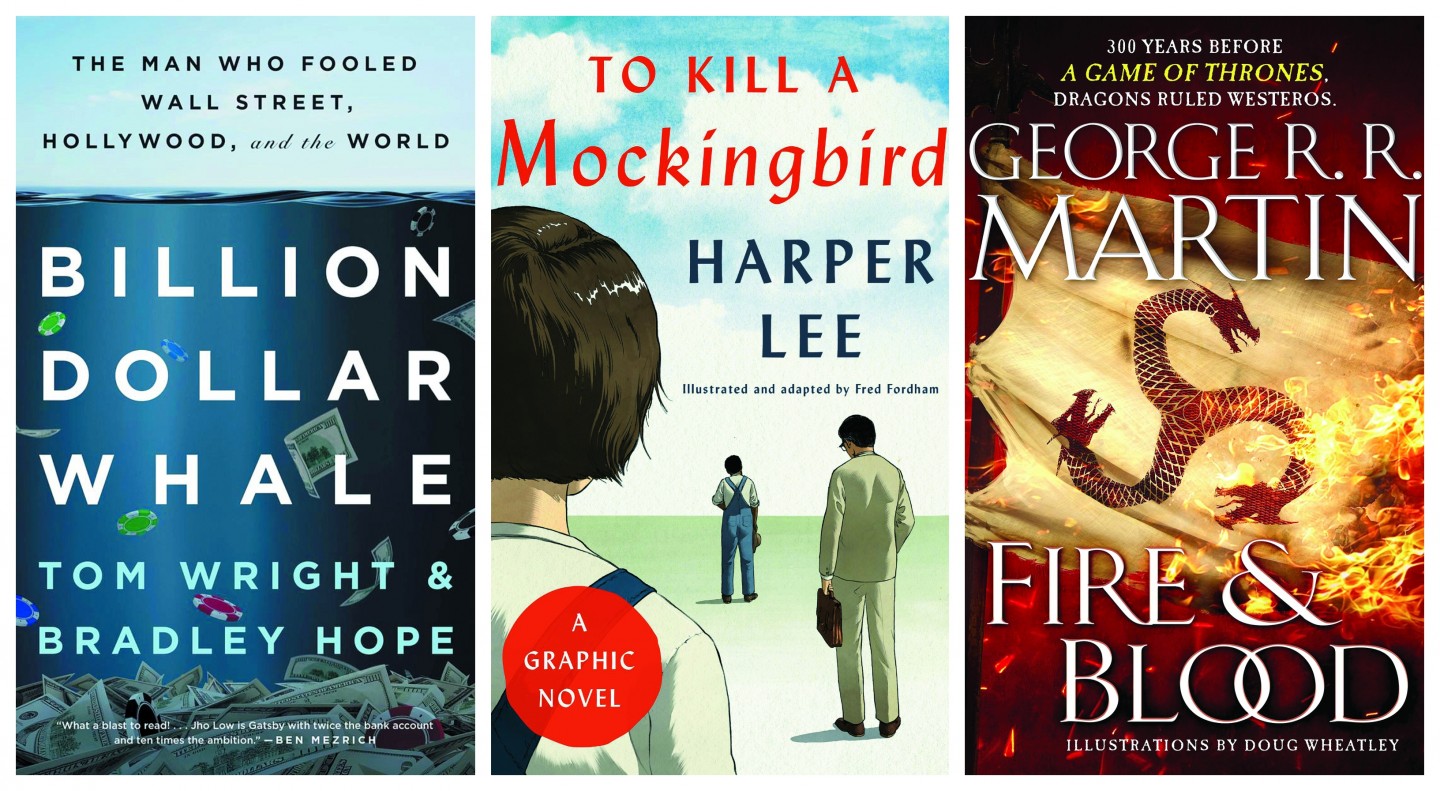 THE MAN WHO FOOLED
WALL STREET,
HOLLYWOOD, and the WORLD
BILLION
DOLLAR
WHALE
TOM WRIGHT &
BRADLEY HOPE
“What a blast to read! . . . Jho Low is Gatsby with twice the bank account
and ten times the ambition.” —BEN MEZRICH
TO KILL A
Mockingbird
HARPER
LEE
Illustrated and adapted by Fred Fordham
A
GRAPHIC
NOVEL
300 YEARS BEFORE
A GAME OF THRONES,
DRAGONS RULED WESTEROS.
GEORGE R. R.
MARTIN
FIRE &
BLOOD
ILLUSTRATIONS BY DOUG WHEATLEY